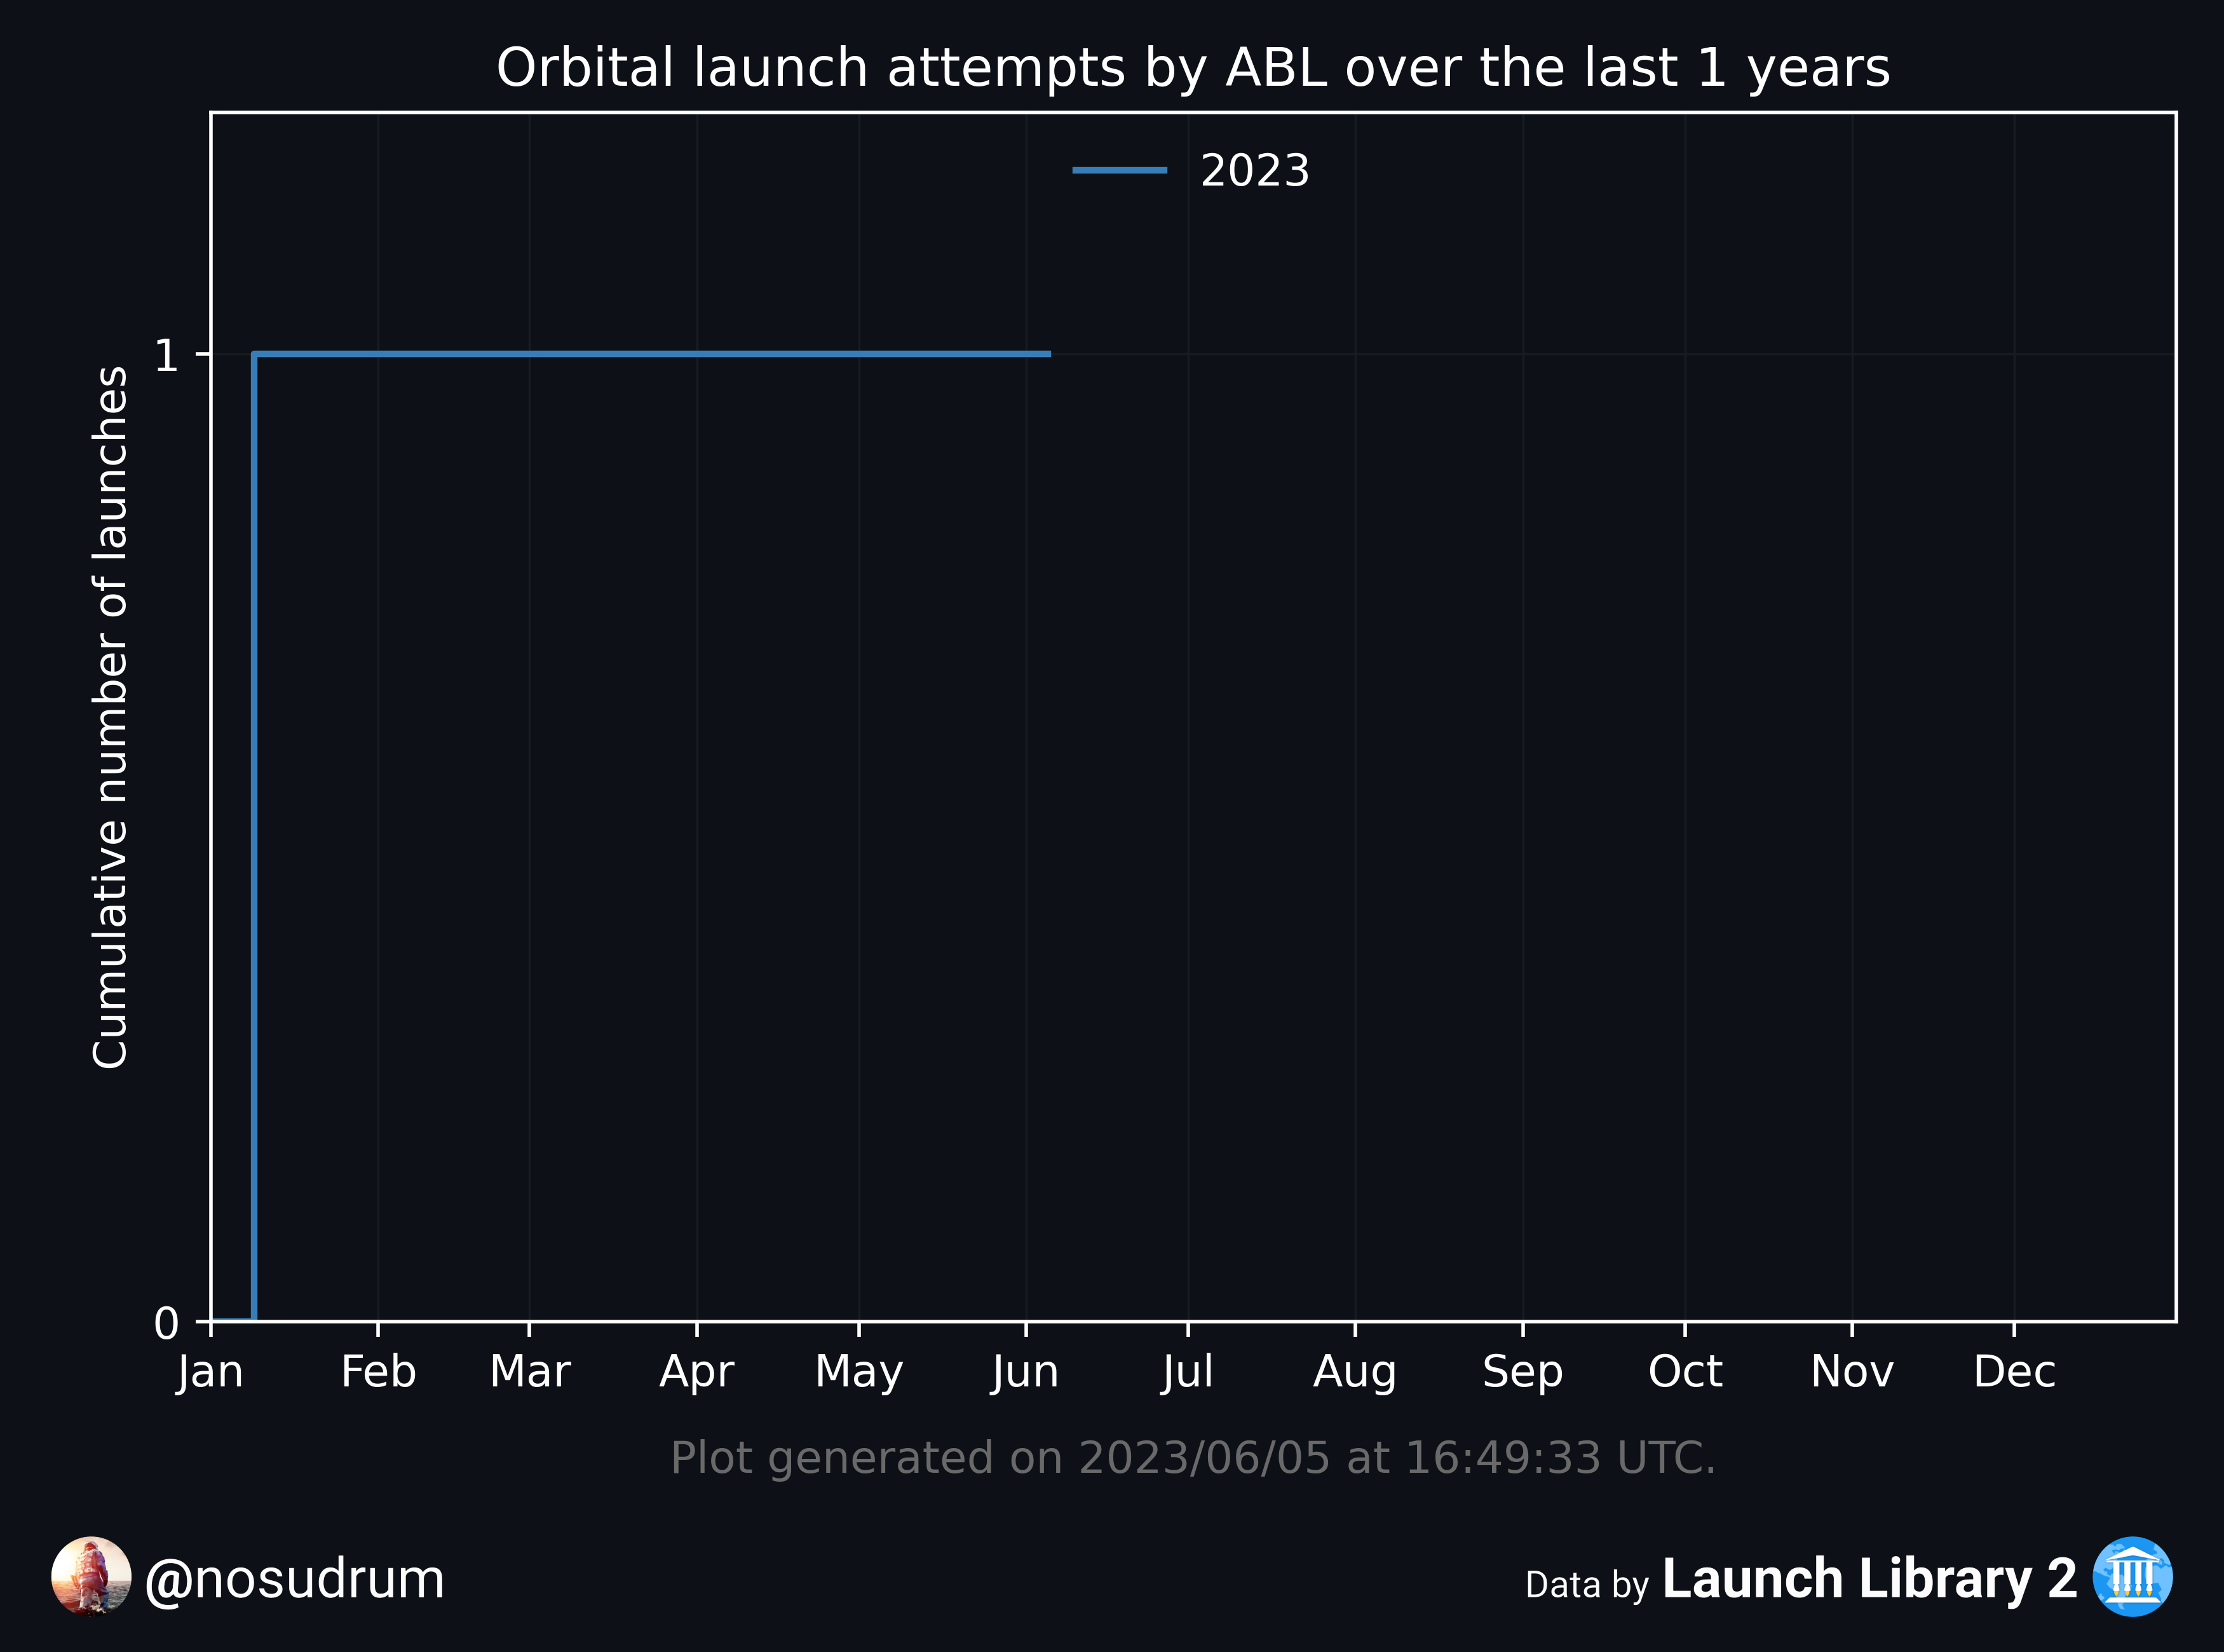 Orbital launch attempts by ABL over the last 1 years
2023
Cumulative number of launches
1
0
Jan Feb Mar Apr May Jun Jul Aug Sep Oct Nov Dec
Plot generated on 2023/06/05 at 16:49:33 UTC.
@nosudrum
Data by Launch Library 2